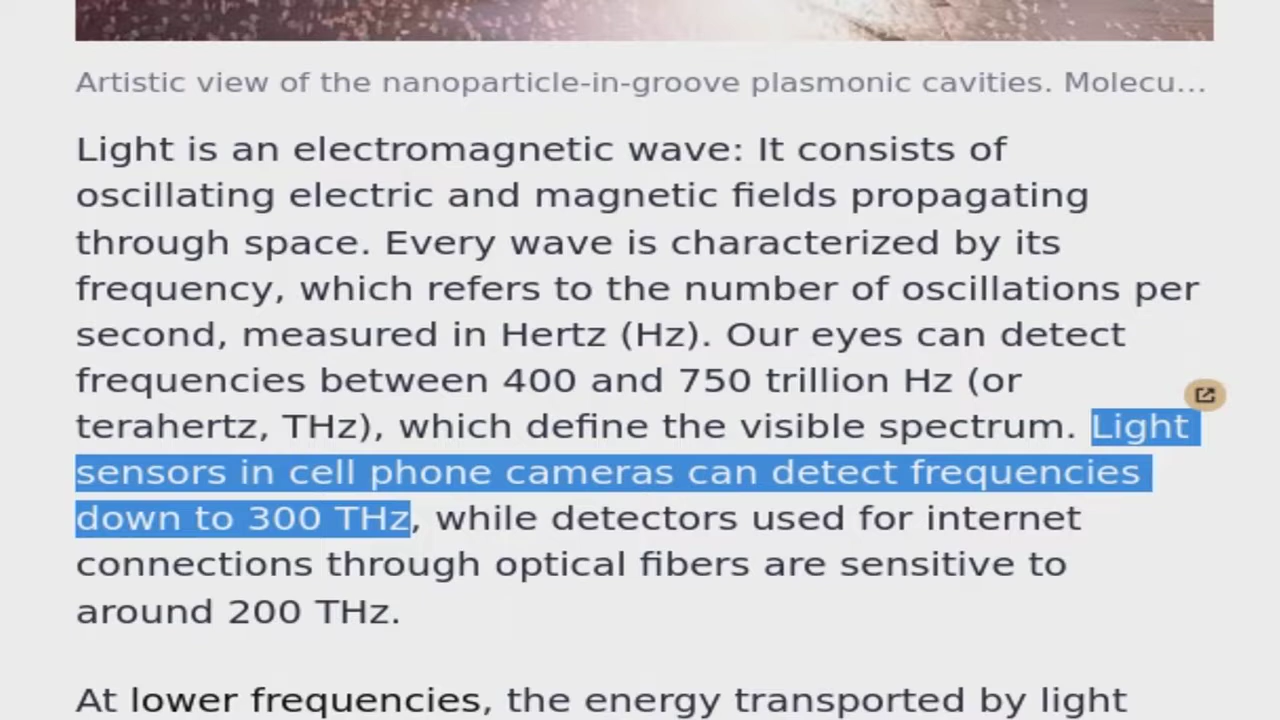 Artistic view of the nanoparticle-in-groove plasmonic cavities. Molecu...
Light is an electromagnetic wave: It consists of
oscillating electric and magnetic fields propagating
through space. Every wave is characterized by its
frequency, which refers to the number of oscillations per
second, measured in Hertz (Hz). Our eyes can detect
frequencies between 400 and 750 trillion Hz (or
terahertz, THz), which define the visible spectrum. Light
sensors in cell phone cameras can detect frequencies
down to 300 THz, while detectors used for internet
connections through optical fibers are sensitive to
around 200 THz.
At lower frequencies, the energy transported by light